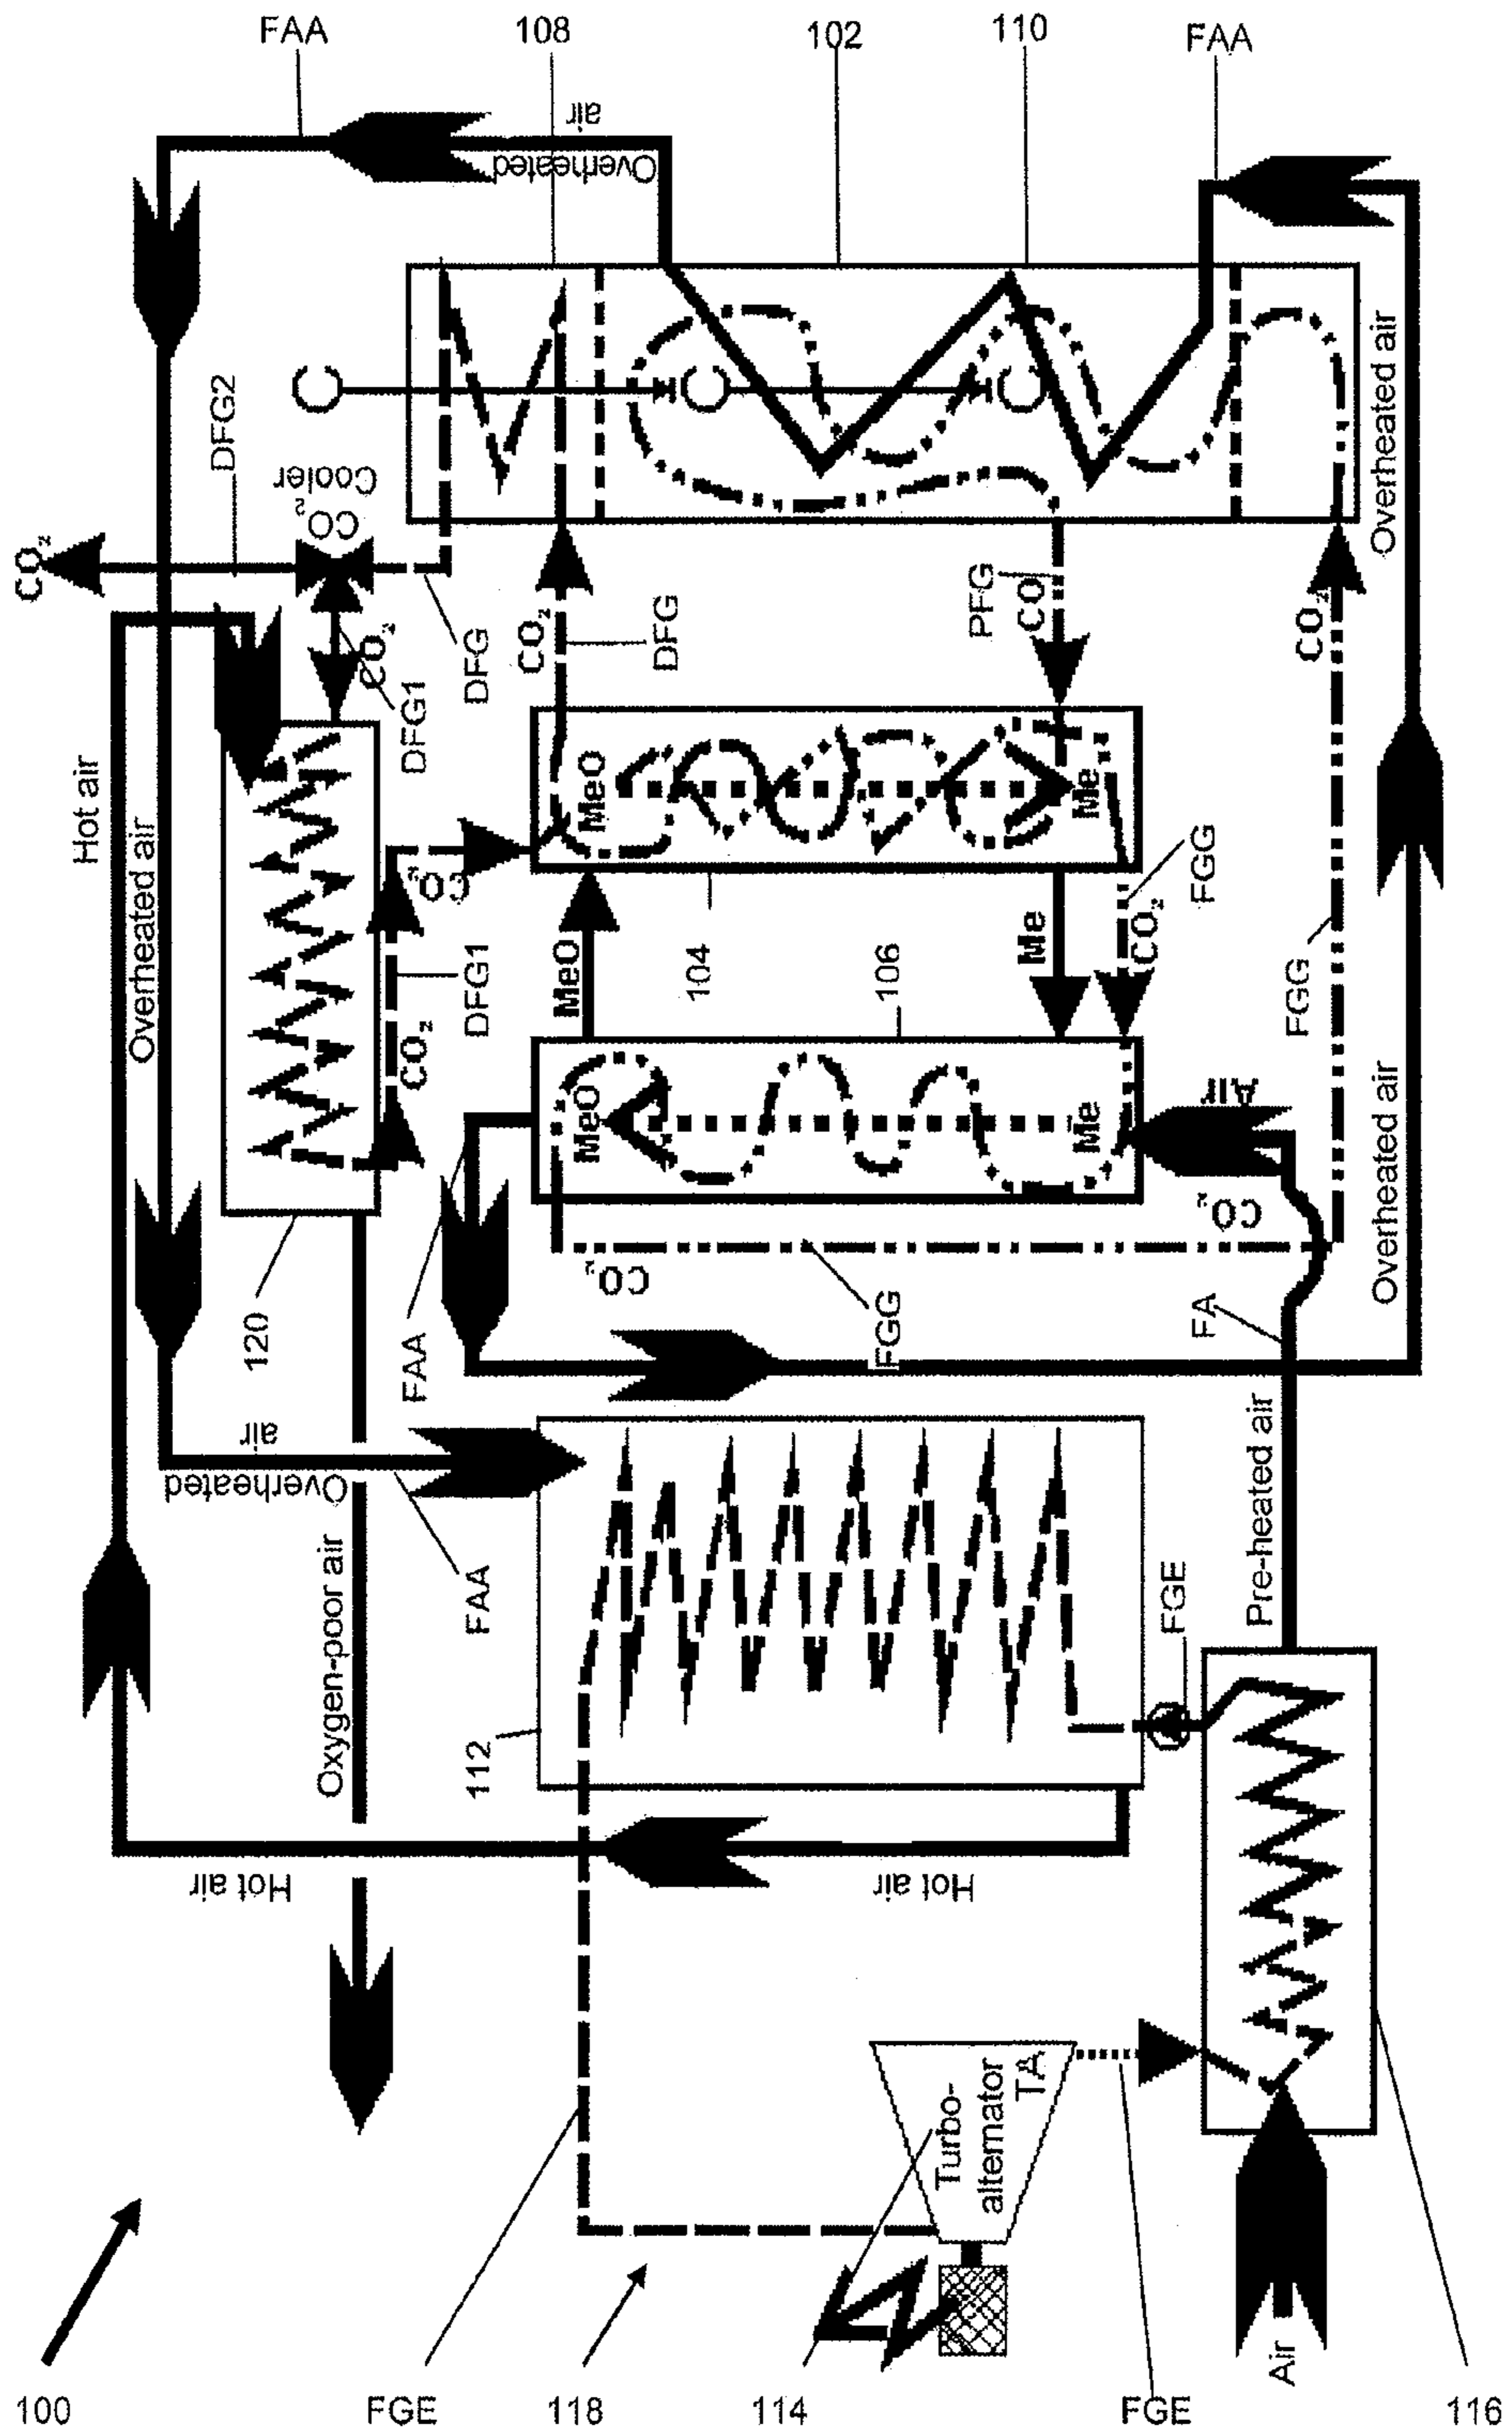 FAA
108
102
110
FAA
Overheated
air
DFG2
CO₂
Cooler
CO₂
DFG
CO₂
DFG
CO₂
DFG1
PFG
CO
CO₂
Overheated air
Hot air
Overheated air
MeO
Me
CO₂
DFG1
CO₂
104
MeO
106
Me
CO₂
FGG
FGG
MeO
Me
Air
CO₂
CO₂
FGG
FA
Overheated air
120
FAA
Overheated
air
FAA
Oxygen-poor air
112
FGE
Pre-heated air
Hot air
Hot air
Turbo-
alternator
TA
Air
100
FGE
118
114
FGE
116